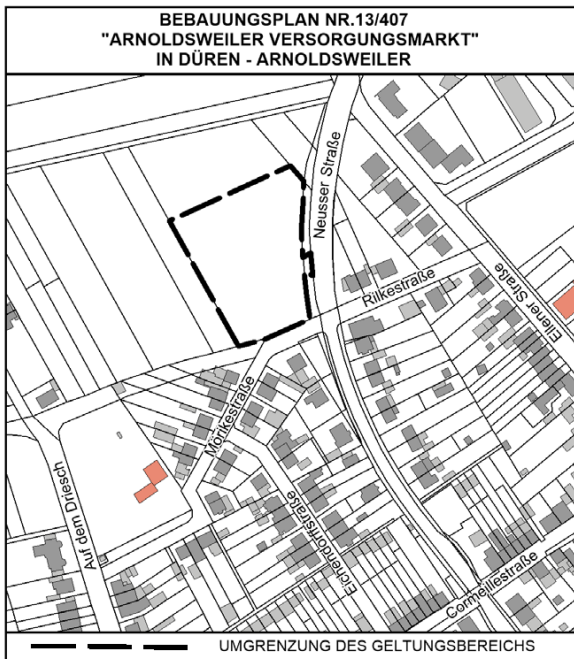 BEBAUUNGSPLAN NR.13/407
"ARNOLDSWEILER VERSORGUNGSMARKT"
IN DÜREN - ARNOLDSWEILER
Neusser Straße
Rilkestraße
Ellener Straße
Mörikestraße
Auf dem Driesch
Eichendorffstraße
Cormeillestraße
UMGRENZUNG DES GELTUNGSBEREICHS